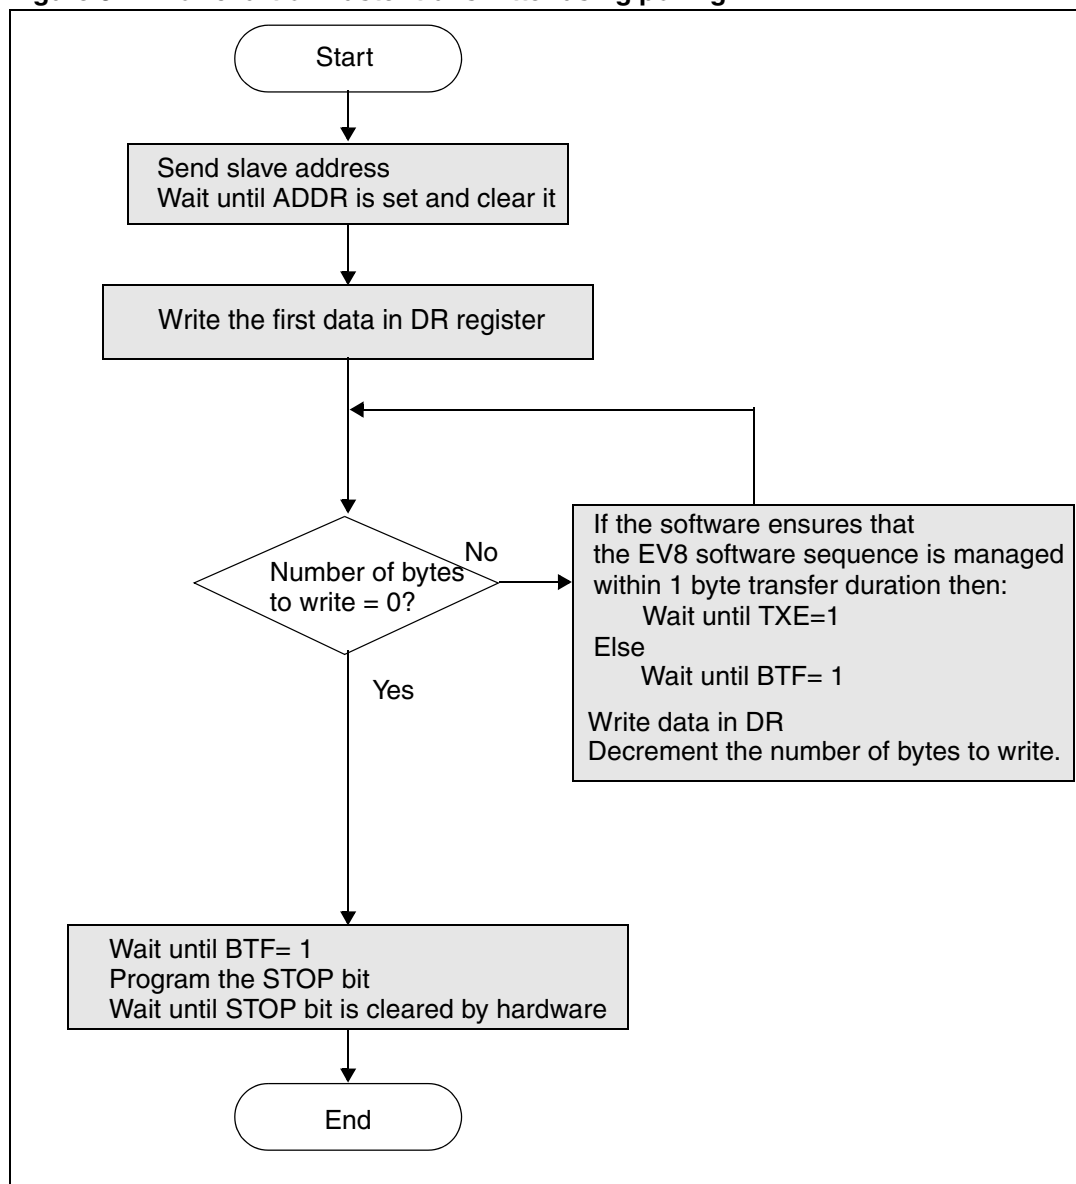 Start
Send slave address
Wait until ADDR is set and clear it
Write the first data in DR register
Number of bytes
to write = 0?
No
Yes
If the software ensures that
the EV8 software sequence is managed
within 1 byte transfer duration then:
Wait until TXE=1
Else
Wait until BTF= 1
Write data in DR
Decrement the number of bytes to write.
Wait until BTF= 1
Program the STOP bit
Wait until STOP bit is cleared by hardware
End